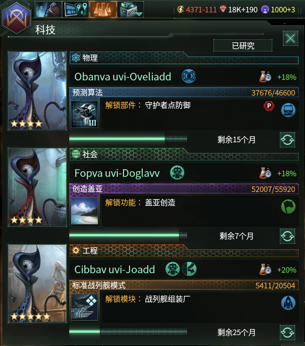 4371-111 18K+190 1000+3
科技
已研究
物理
Obanva uvi-Oveliadd +18%
预测算法 37676/46600
III
解锁部件： 守护者点防御
P
剩余15个月
社会
Fopva uvi-Doglavv +18%
创造盖亚 52007/55920
解锁功能： 盖亚创造
剩余7个月
工程
Cibbav uvi-Joadd +20%
标准战列舰模式 5411/20504
解锁模块： 战列舰组装厂
剩余25个月